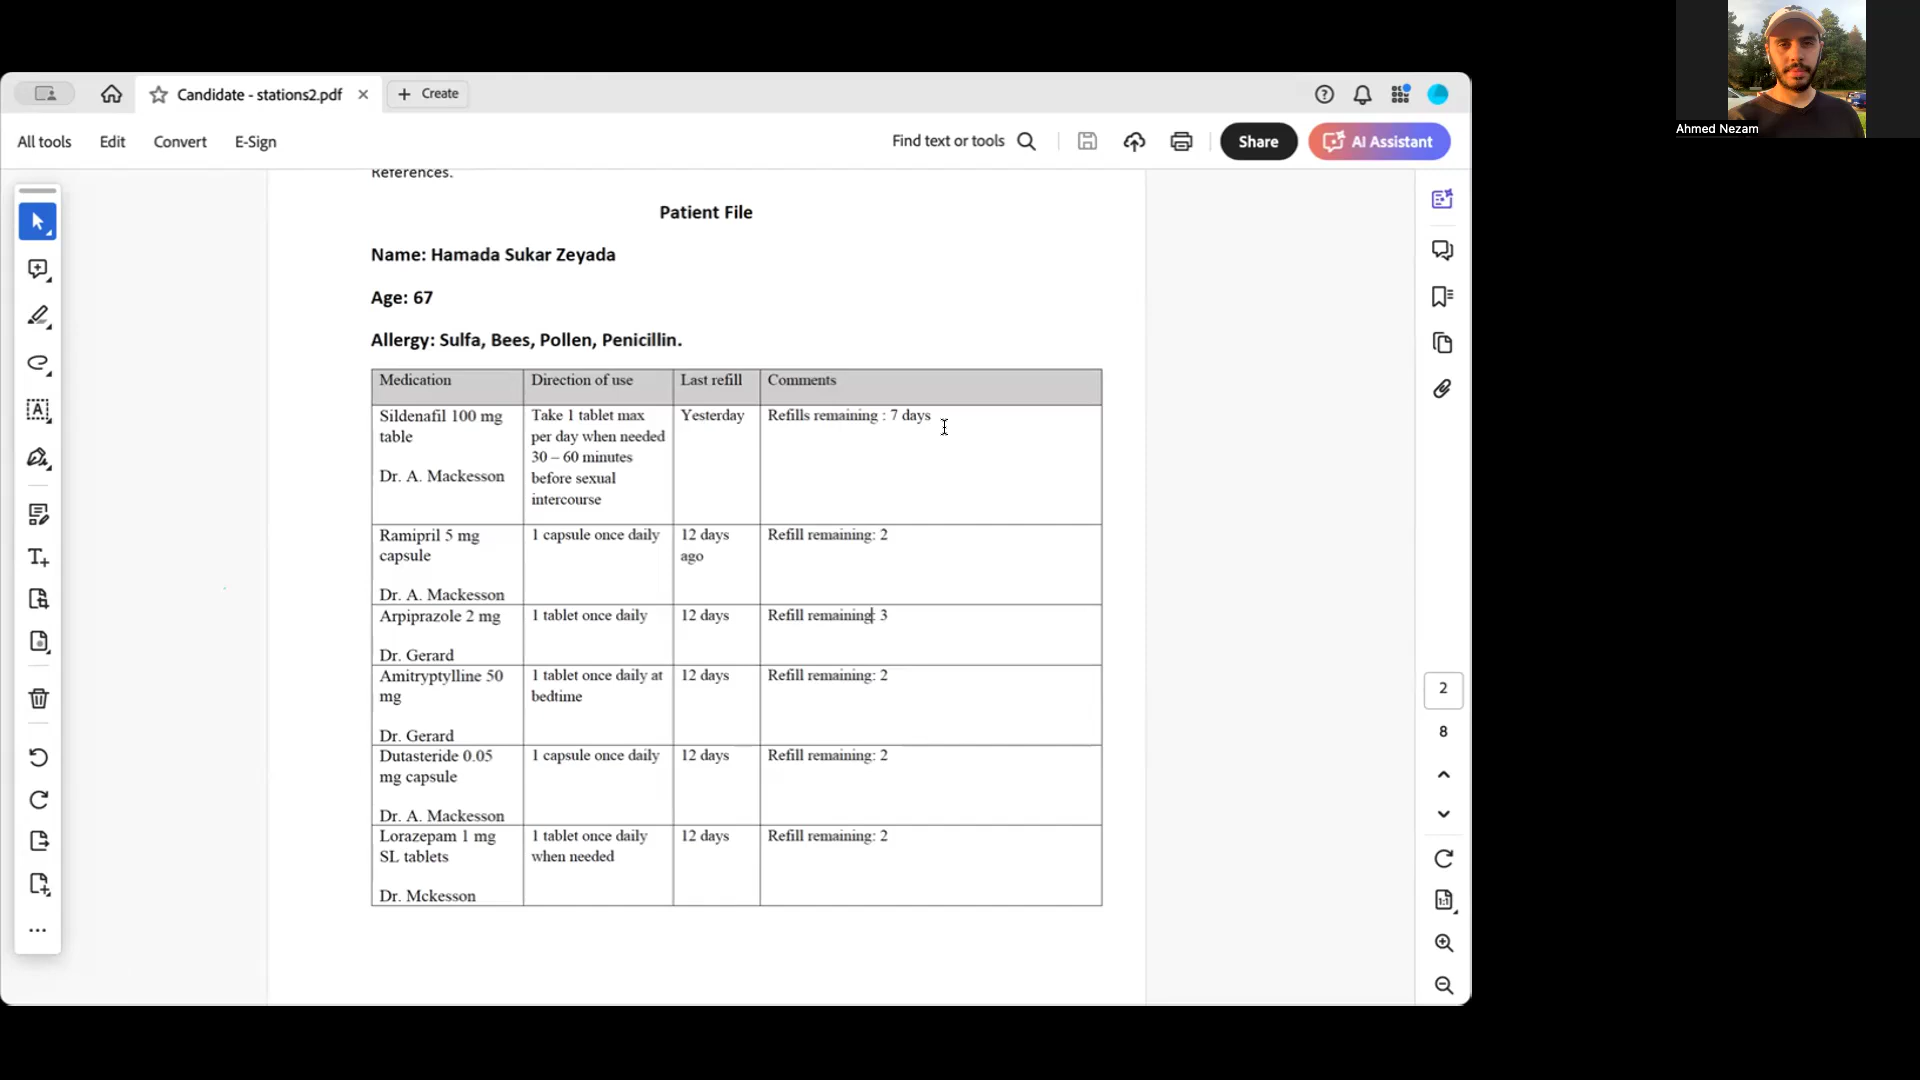 Ahmed Nezam
Candidate - stations2.pdf
Create
All tools
Edit
Convert
E-Sign
Find text or tools
Share
AI Assistant
References.
Patient File
Name: Hamada Sukar Zeyada
Age: 67
Allergy: Sulfa, Bees, Pollen, Penicillin.
Medication
Direction of use
Last refill
Comments
Sildenafil 100 mg
table
Dr. A. Mackesson
Take 1 tablet max
per day when needed
30 – 60 minutes
before sexual
intercourse
Yesterday
Refills remaining : 7 days
Ramipril 5 mg
capsule
Dr. A. Mackesson
1 capsule once daily
12 days
ago
Refill remaining: 2
Arpiprazole 2 mg
Dr. Gerard
1 tablet once daily
12 days
Refill remaining: 3
Amitryptylline 50
mg
Dr. Gerard
1 tablet once daily at
bedtime
12 days
Refill remaining: 2
Dutasteride 0.05
mg capsule
Dr. A. Mackesson
1 capsule once daily
12 days
Refill remaining: 2
Lorazepam 1 mg
SL tablets
Dr. Mckesson
1 tablet once daily
when needed
12 days
Refill remaining: 2
2
8